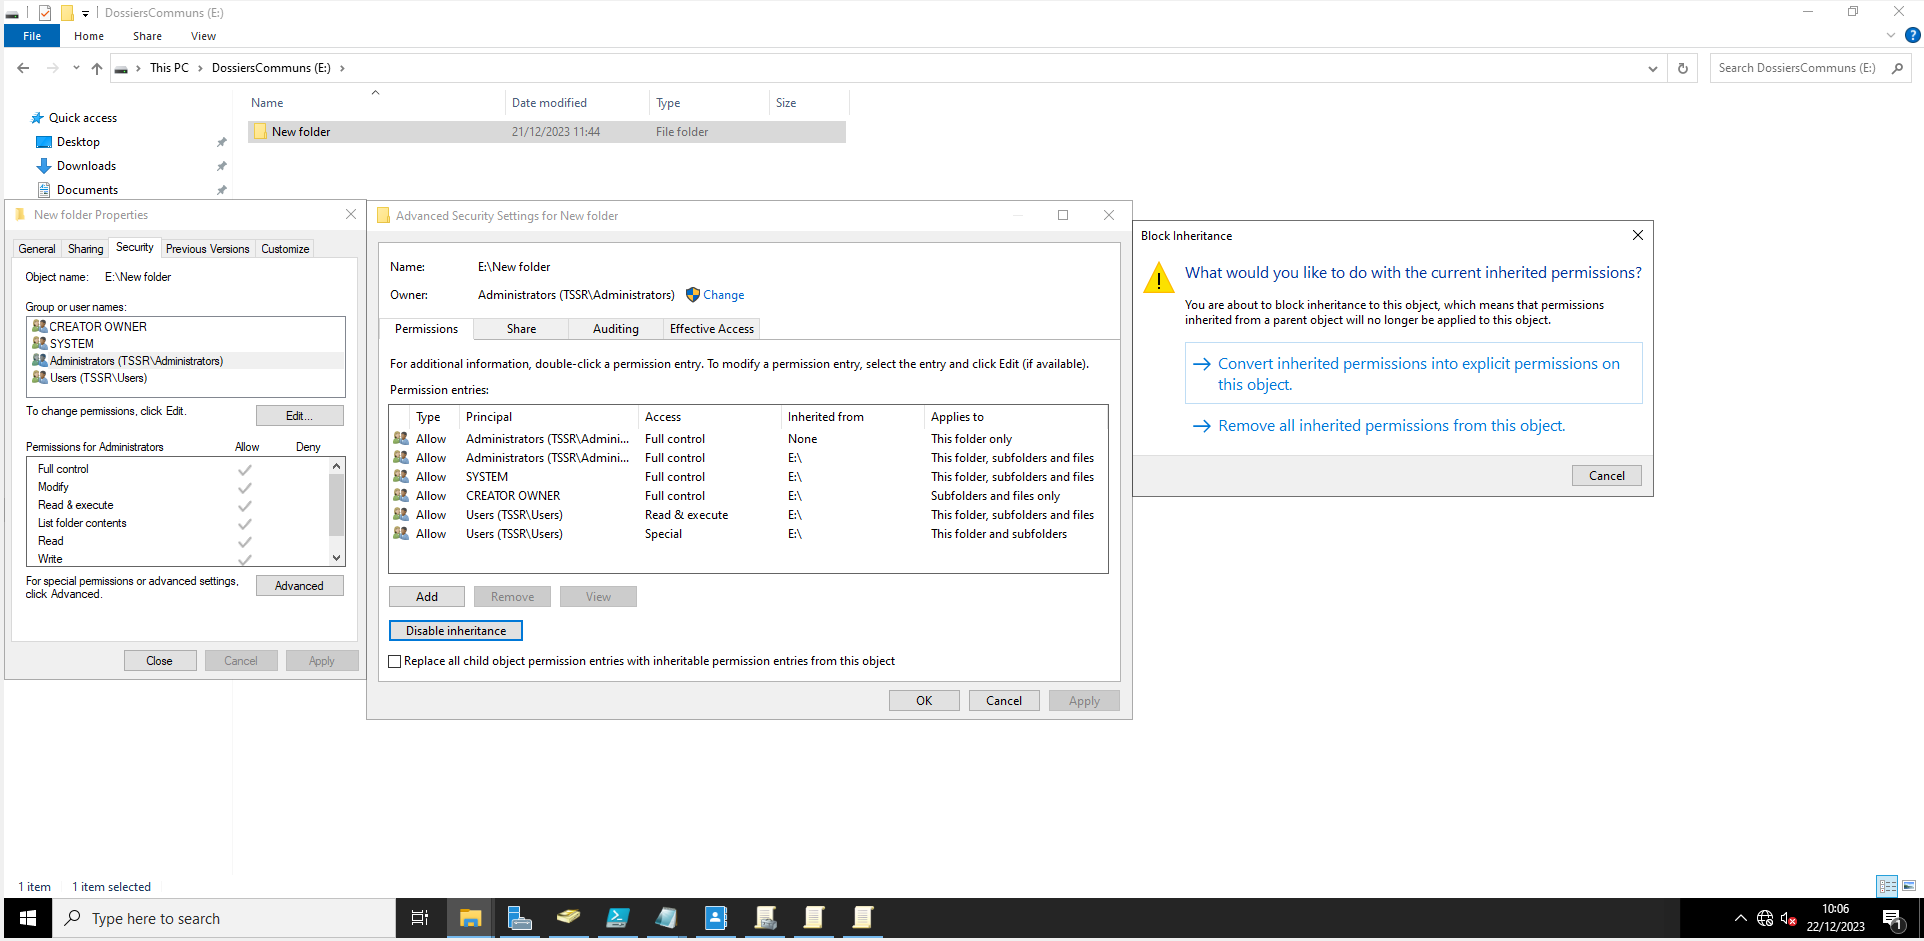 DossiersCommuns (E:)
File Home Share View
This PC DossiersCommuns (E:)
Search DossiersCommuns (E:)
Name Date modified Type Size
New folder 21/12/2023 11:44 File folder
Quick access
Desktop
Downloads
Documents
New folder Properties
General Sharing Security Previous Versions Customize
Object name: E:\New folder
Group or user names:
CREATOR OWNER
SYSTEM
Administrators (TSSR\Administrators)
Users (TSSR\Users)
To change permissions, click Edit.
Edit...
Permissions for Administrators Allow Deny
Full control
Modify
Read & execute
List folder contents
Read
Write
For special permissions or advanced settings,
click Advanced.
Advanced
Close Cancel Apply
Advanced Security Settings for New folder
Name: E:\New folder
Owner: Administrators (TSSR\Administrators) Change
Permissions Share Auditing Effective Access
For additional information, double-click a permission entry. To modify a permission entry, select the entry and click Edit (if available).
Permission entries:
Type Principal Access Inherited from Applies to
Allow Administrators (TSSR\Admini... Full control None This folder only
Allow Administrators (TSSR\Admini... Full control E:\ This folder, subfolders and files
Allow SYSTEM Full control E:\ This folder, subfolders and files
Allow CREATOR OWNER Full control E:\ Subfolders and files only
Allow Users (TSSR\Users) Read & execute E:\ This folder, subfolders and files
Allow Users (TSSR\Users) Special E:\ This folder and subfolders
Add Remove View
Disable inheritance
Replace all child object permission entries with inheritable permission entries from this object
OK Cancel Apply
Block Inheritance
What would you like to do with the current inherited permissions?
You are about to block inheritance to this object, which means that permissions
inherited from a parent object will no longer be applied to this object.
Convert inherited permissions into explicit permissions on
this object.
Remove all inherited permissions from this object.
Cancel
1 item 1 item selected
Type here to search
10:06
22/12/2023
1